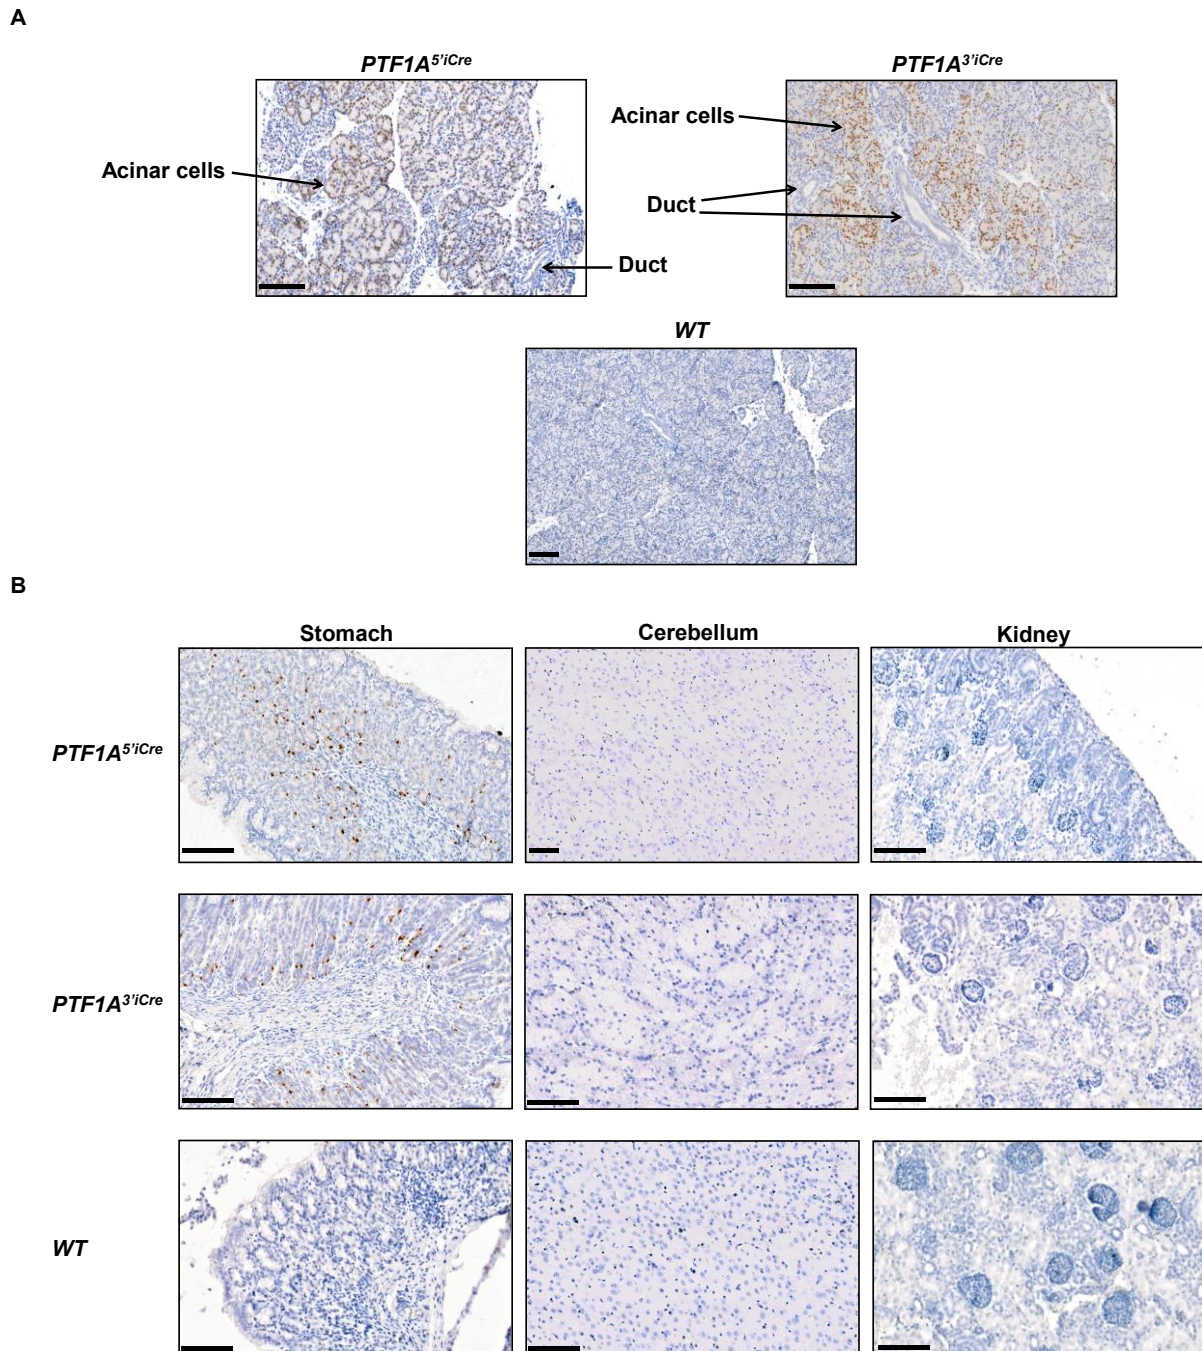 A
PTF1A5'iCre
PTF1A3'iCre
Acinar cells
Acinar cells
Duct
Duct
WT
B
Stomach
Cerebellum
Kidney
PTF1A5'iCre
PTF1A3'iCre
WT